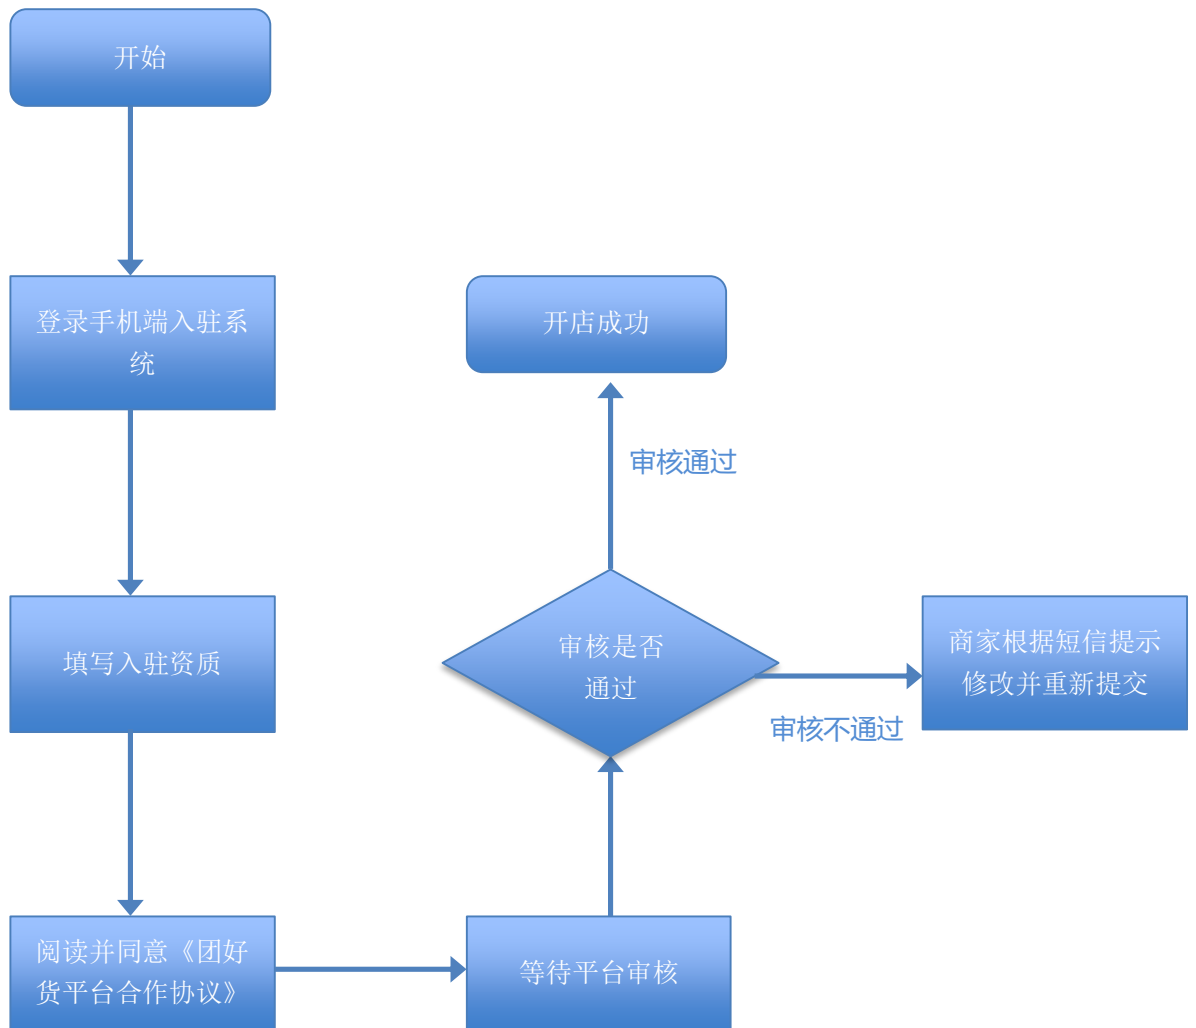 开始
登录手机端入驻系
统
填写入驻资质
阅读并同意《团好
货平台合作协议》
等待平台审核
审核是否
通过
审核通过
开店成功
审核不通过
商家根据短信提示
修改并重新提交